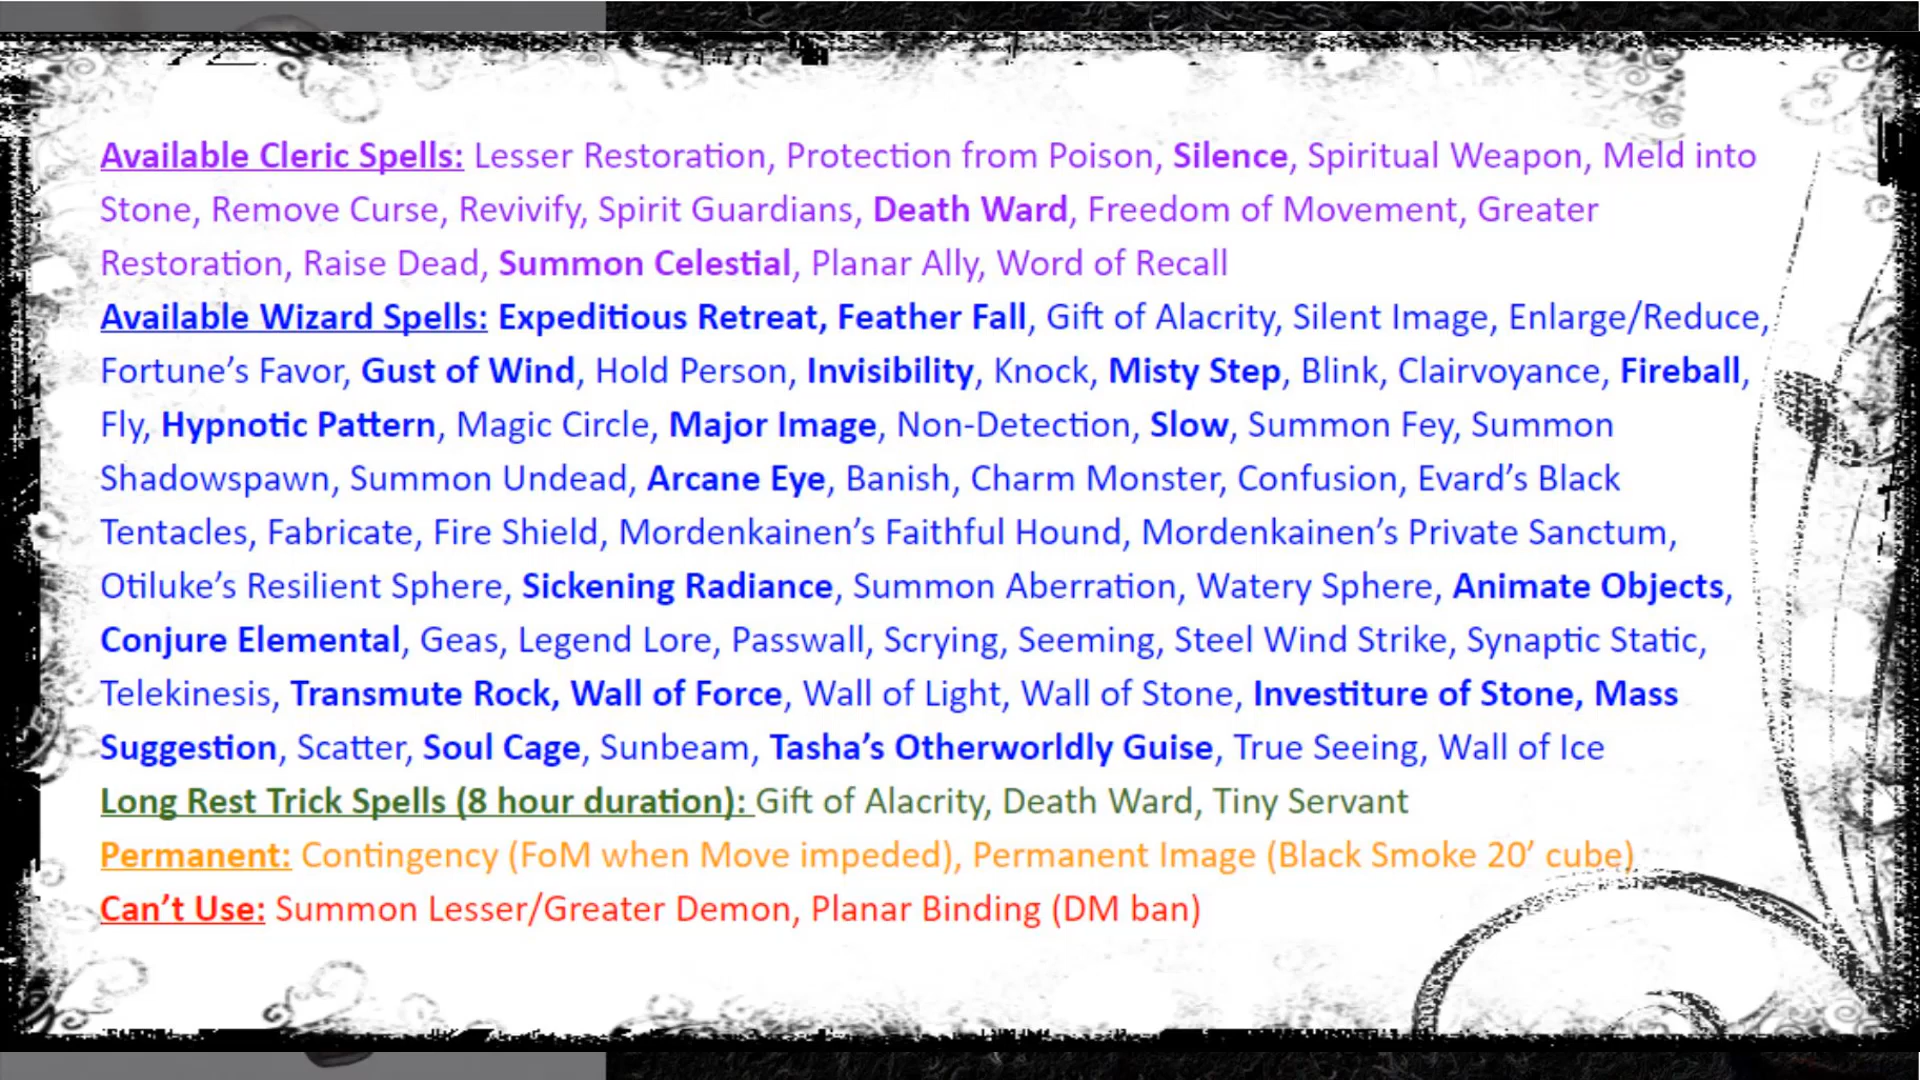 Available Cleric Spells: Lesser Restoration, Protection from Poison, Silence, Spiritual Weapon, Meld into
Stone, Remove Curse, Revivify, Spirit Guardians, Death Ward, Freedom of Movement, Greater
Restoration, Raise Dead, Summon Celestial, Planar Ally, Word of Recall
Available Wizard Spells: Expeditious Retreat, Feather Fall, Gift of Alacrity, Silent Image, Enlarge/Reduce,
Fortune’s Favor, Gust of Wind, Hold Person, Invisibility, Knock, Misty Step, Blink, Clairvoyance, Fireball,
Fly, Hypnotic Pattern, Magic Circle, Major Image, Non-Detection, Slow, Summon Fey, Summon
Shadowspawn, Summon Undead, Arcane Eye, Banish, Charm Monster, Confusion, Evard’s Black
Tentacles, Fabricate, Fire Shield, Mordenkainen’s Faithful Hound, Mordenkainen’s Private Sanctum,
Otiluke’s Resilient Sphere, Sickening Radiance, Summon Aberration, Watery Sphere, Animate Objects,
Conjure Elemental, Geas, Legend Lore, Passwall, Scrying, Seeming, Steel Wind Strike, Synaptic Static,
Telekinesis, Transmute Rock, Wall of Force, Wall of Light, Wall of Stone, Investiture of Stone, Mass
Suggestion, Scatter, Soul Cage, Sunbeam, Tasha’s Otherworldly Guise, True Seeing, Wall of Ice
Long Rest Trick Spells (8 hour duration): Gift of Alacrity, Death Ward, Tiny Servant
Permanent: Contingency (FoM when Move impeded), Permanent Image (Black Smoke 20’ cube)
Can’t Use: Summon Lesser/Greater Demon, Planar Binding (DM ban)